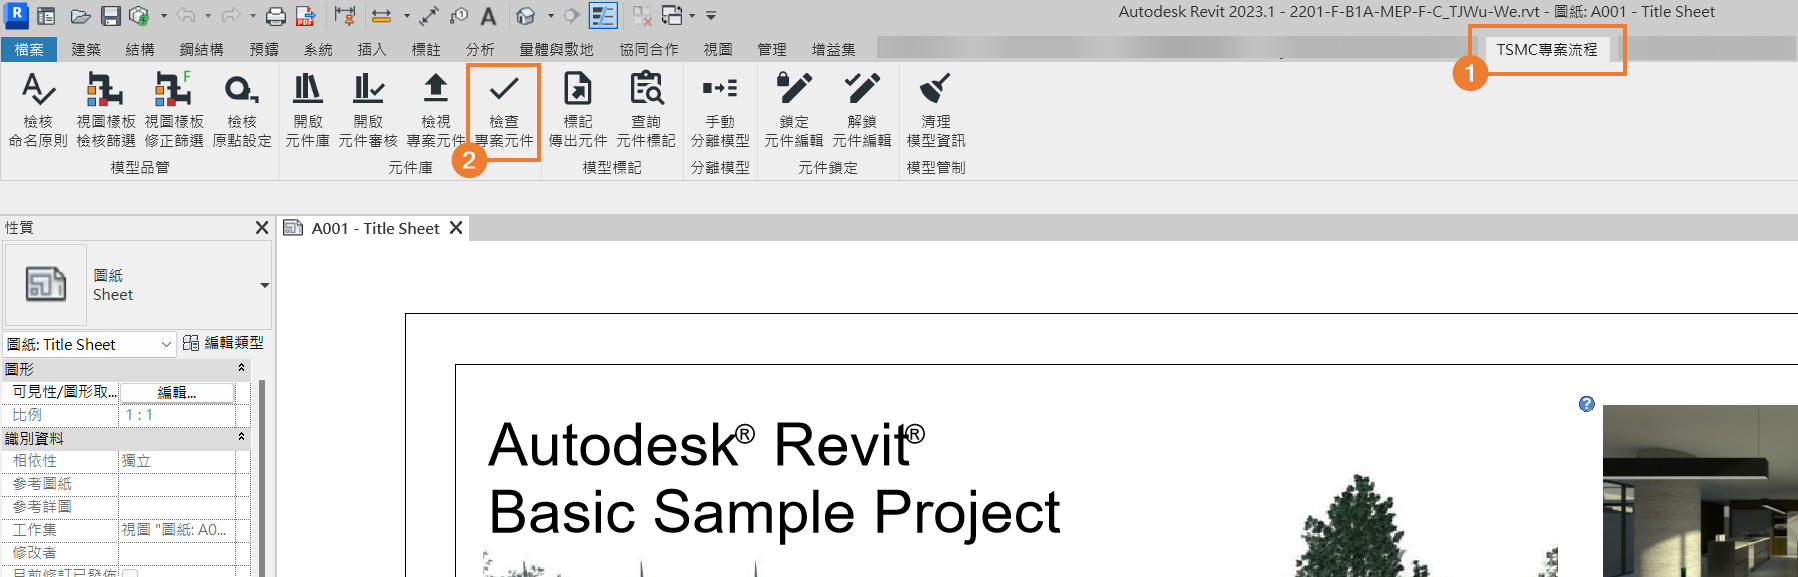 Autodesk Revit 2023.1 - 2201-F-B1A-MEP-F-C_TJWu-We.rvt - 圖紙: A001 - Title Sheet
檔案 建築 結構 鋼結構 預鑄 系統 插入 標註 分析 量體與敷地 協同合作 視圖 管理 增益集 TSMC專案流程
1
檢核 命名原則
視圖樣板 檢核篩選
視圖樣板 修正篩選
檢核 原點設定
模型品管
開啟 元件庫
開啟 元件審核
檢視 專案元件
檢查 專案元件
2
元件庫
標記 傳出元件
查詢 元件標記
模型標記
手動 分離模型
分離模型
鎖定 元件編輯
解鎖 元件編輯
元件鎖定
清理 模型資訊
模型管制
性質
A001 - Title Sheet
圖紙
Sheet
圖紙: Title Sheet 編輯類型
圖形
可見性/圖形取... 編輯...
比例 1 : 1
識別資料
相依性 獨立
參考圖紙
參考詳圖
工作集 視圖 "圖紙: A0...
修改者
目前修訂已發佈
Autodesk® Revit®
Basic Sample Project